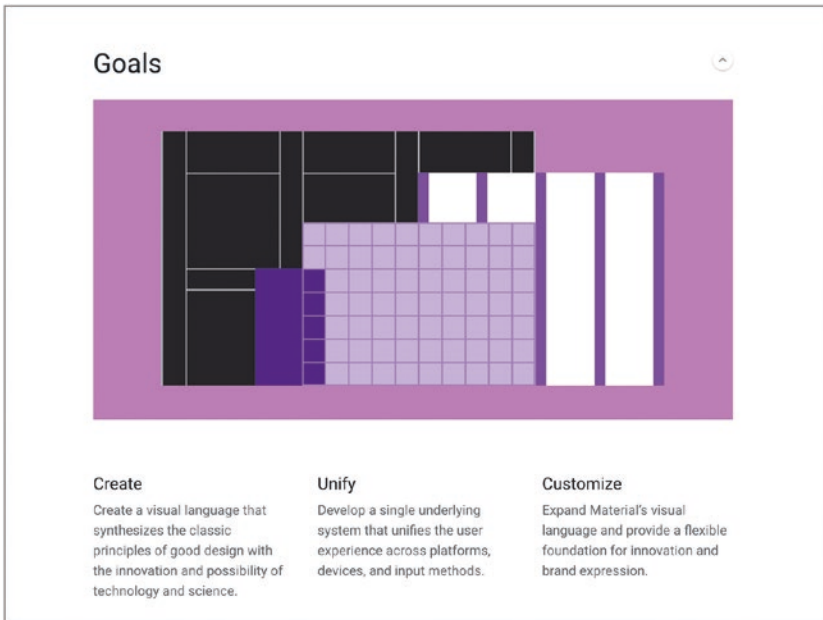 Goals
Create
Create a visual language that
synthesizes the classic
principles of good design with
the innovation and possibility of
technology and science.
Unify
Develop a single underlying
system that unifies the user
experience across platforms,
devices, and input methods.
Customize
Expand Material's visual
language and provide a flexible
foundation for innovation and
brand expression.